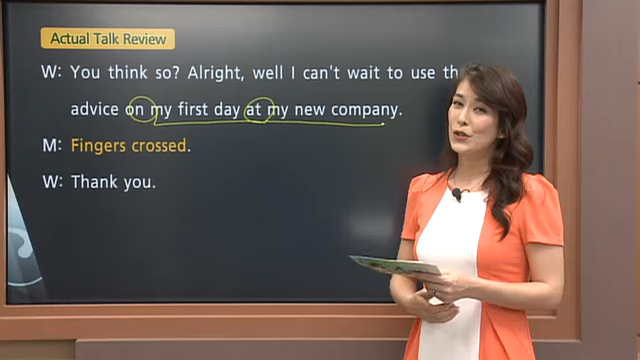 Actual Talk Review
W: You think so? Alright, well I can't wait to use
advice on my first day at my new company.
M: Fingers crossed.
W: Thank you.